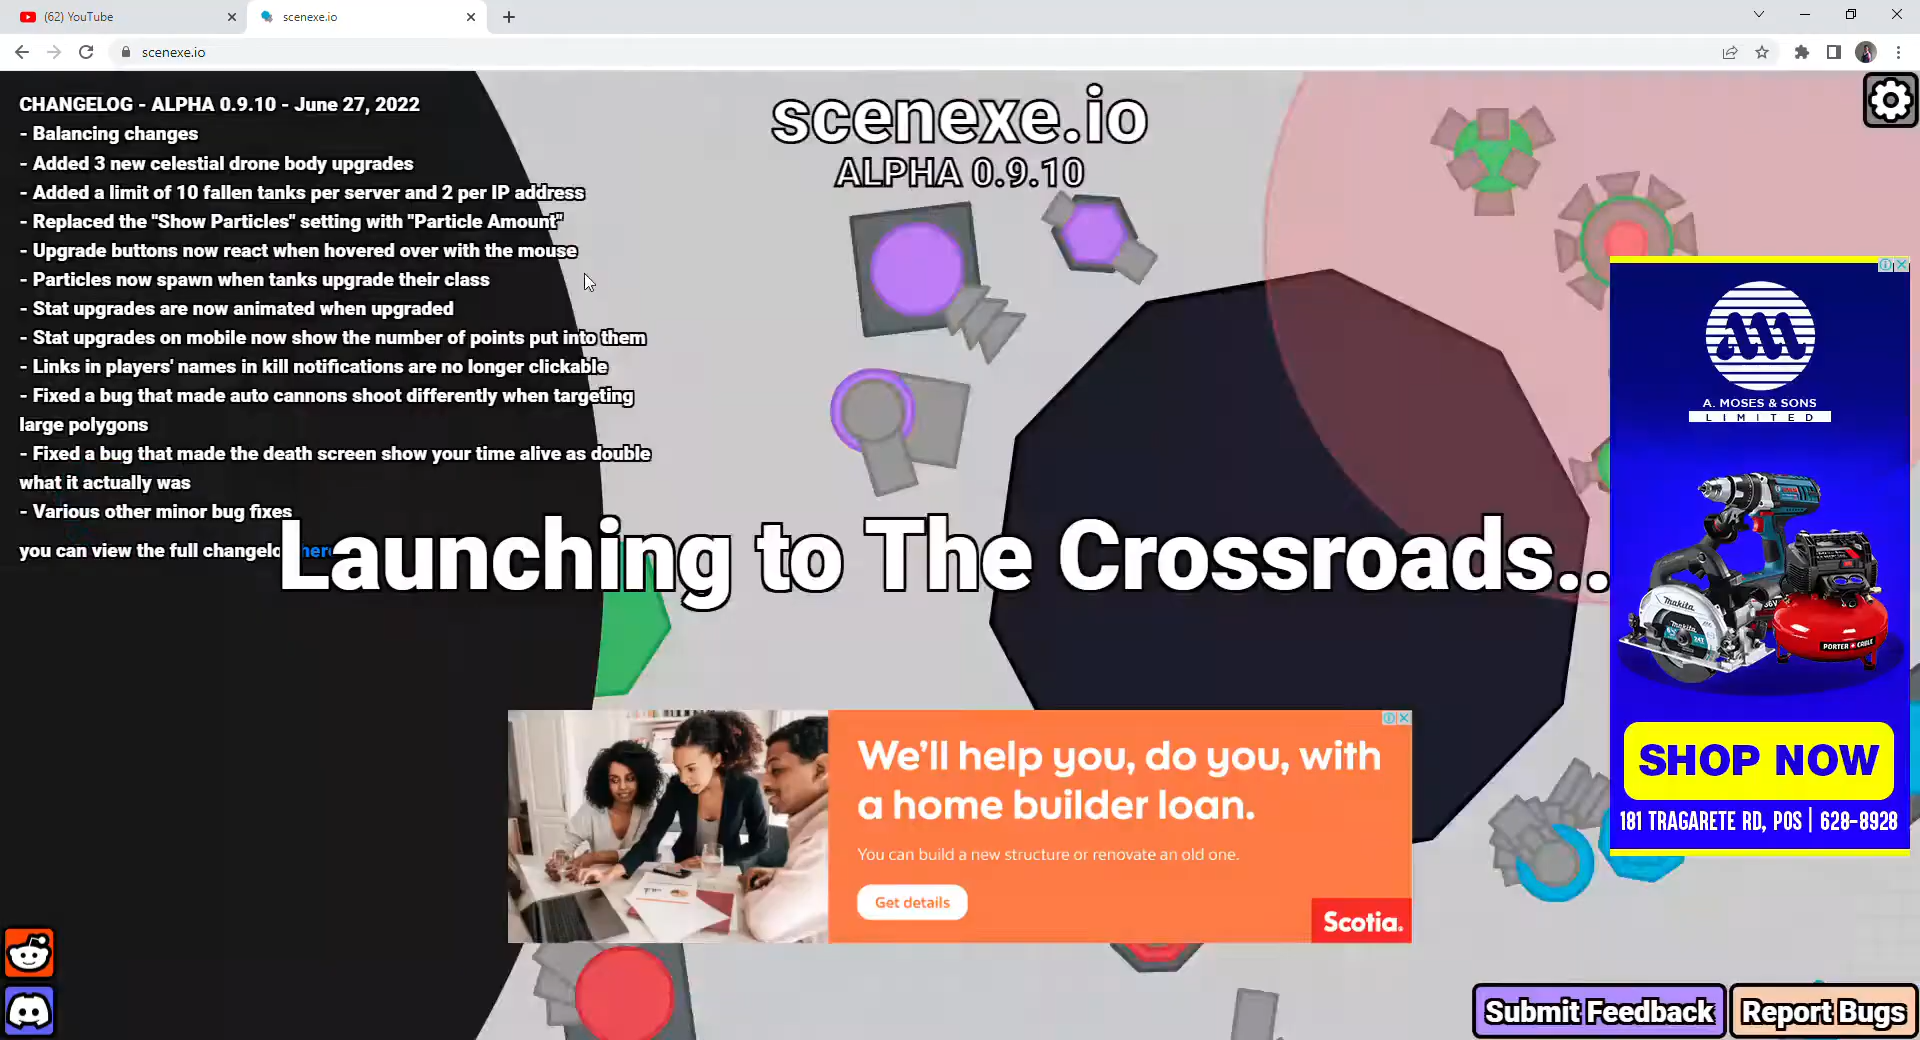 (62) YouTube
scenexe.io
scenexe.io
CHANGELOG - ALPHA 0.9.10 - June 27, 2022
- Balancing changes
- Added 3 new celestial drone body upgrades
- Added a limit of 10 fallen tanks per server and 2 per IP address
- Replaced the "Show Particles" setting with "Particle Amount"
- Upgrade buttons now react when hovered over with the mouse
- Particles now spawn when tanks upgrade their class
- Stat upgrades are now animated when upgraded
- Stat upgrades on mobile now show the number of points put into them
- Links in players' names in kill notifications are no longer clickable
- Fixed a bug that made auto cannons shoot differently when targeting
large polygons
- Fixed a bug that made the death screen show your time alive as double
what it actually was
- Various other minor bug fixes
you can view the full changelo here
scenexe.io
ALPHA 0.9.10
Launching to The Crossroads..
A. MOSES & SONS
LIMITED
makita
36V
makita
PORTER CABLE
SHOP NOW
181 TRAGARETE RD, POS | 628-8928
We'll help you, do you, with
a home builder loan.
You can build a new structure or renovate an old one.
Get details
Scotia.
Submit Feedback
Report Bugs